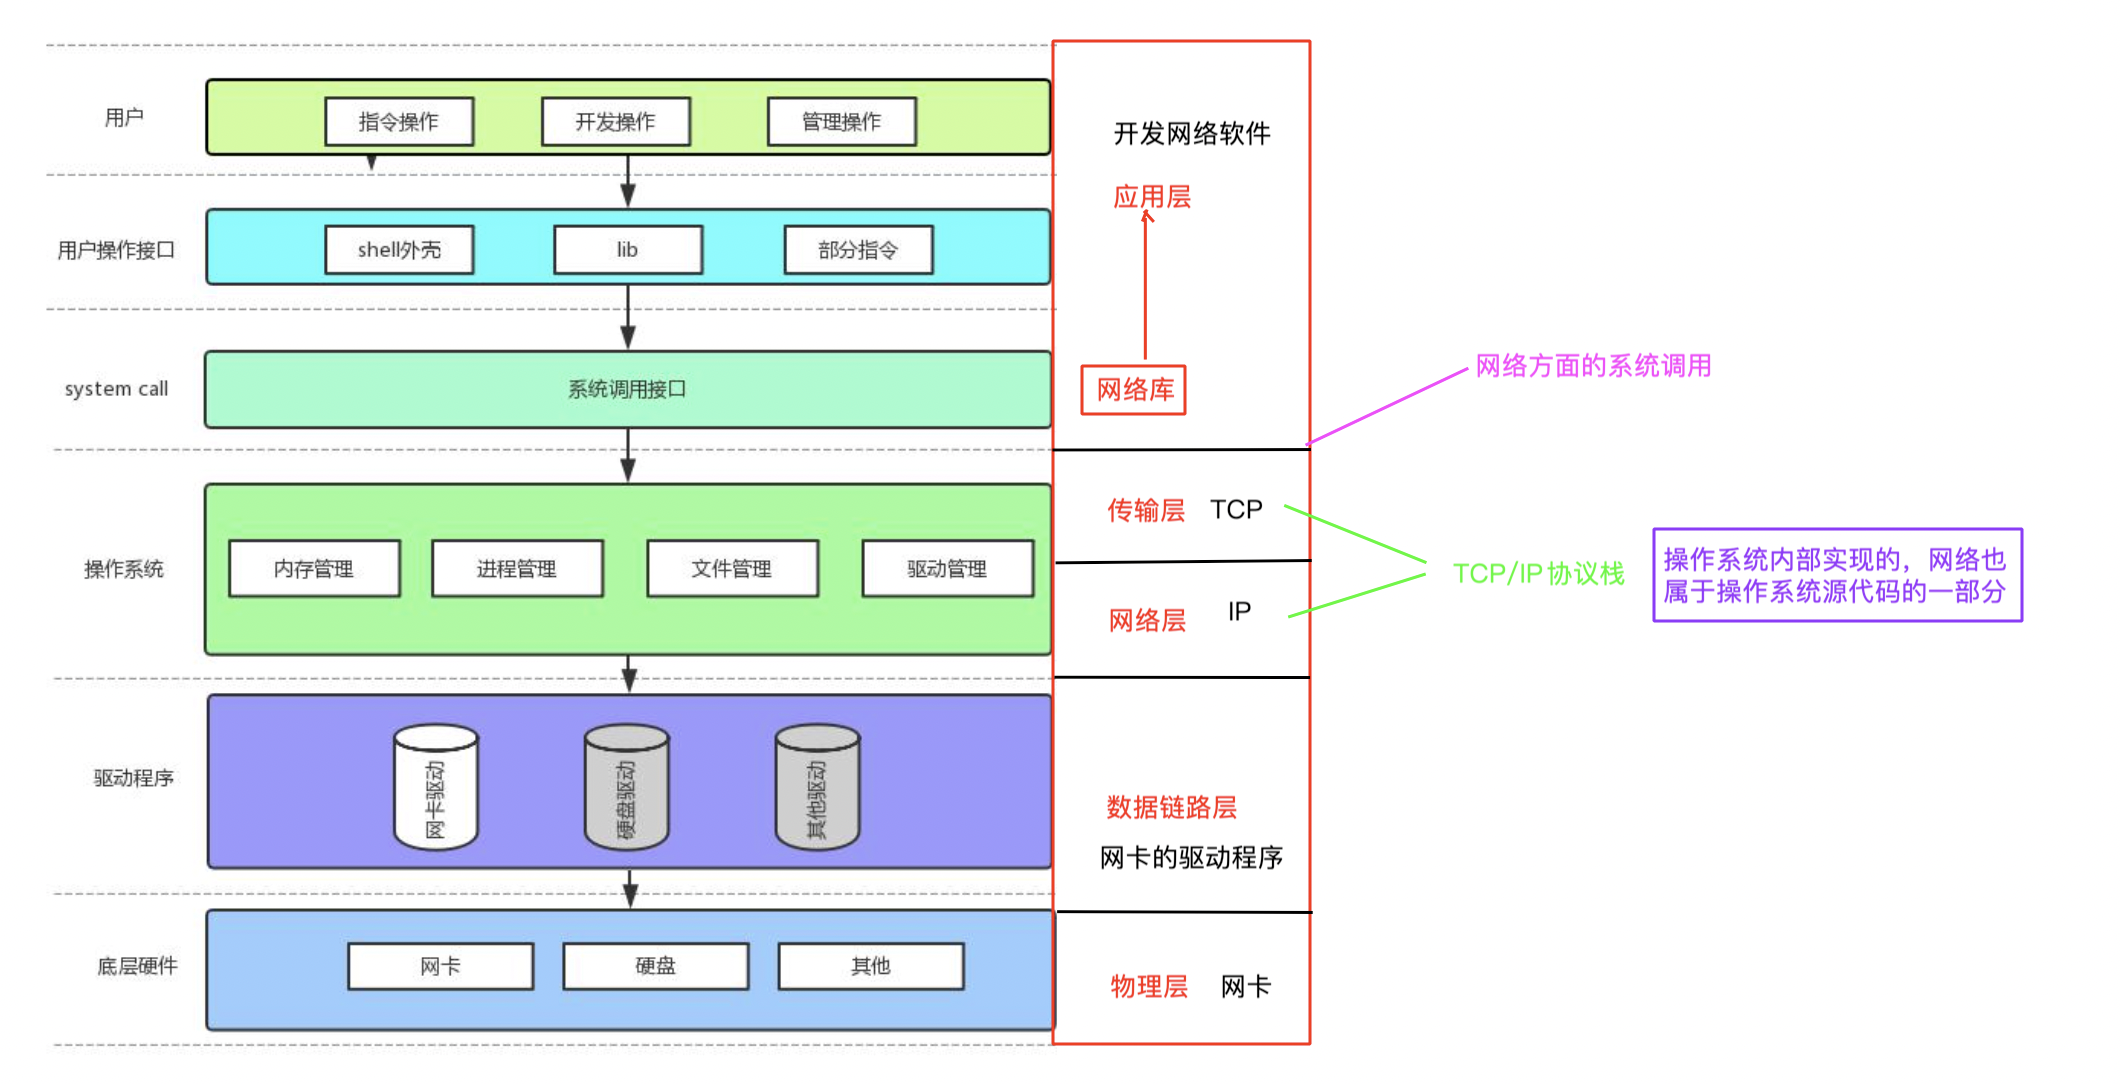 用户
指令操作
开发操作
管理操作
开发网络软件
应用层
用户操作接口
shell外壳
lib
部分指令
网络方面的系统调用
system call
系统调用接口
网络库
传输层 TCP
操作系统
内存管理
进程管理
文件管理
驱动管理
TCP/IP协议栈
操作系统内部实现的，网络也
属于操作系统源代码的一部分
网络层 IP
驱动程序
网卡驱动
硬盘驱动
其他驱动
数据链路层
网卡的驱动程序
底层硬件
网卡
硬盘
其他
物理层 网卡